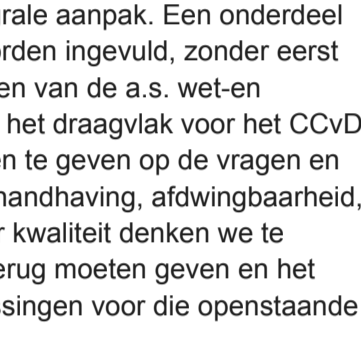 rale aanpak. Een onderdeel
rden ingevuld, zonder eerst
en van de a.s. wet-en
het draagvlak voor het CCvD
n te geven op de vragen en
handhaving, afdwingbaarheid,
r kwaliteit denken we te
erug moeten geven en het
ssingen voor die openstaande